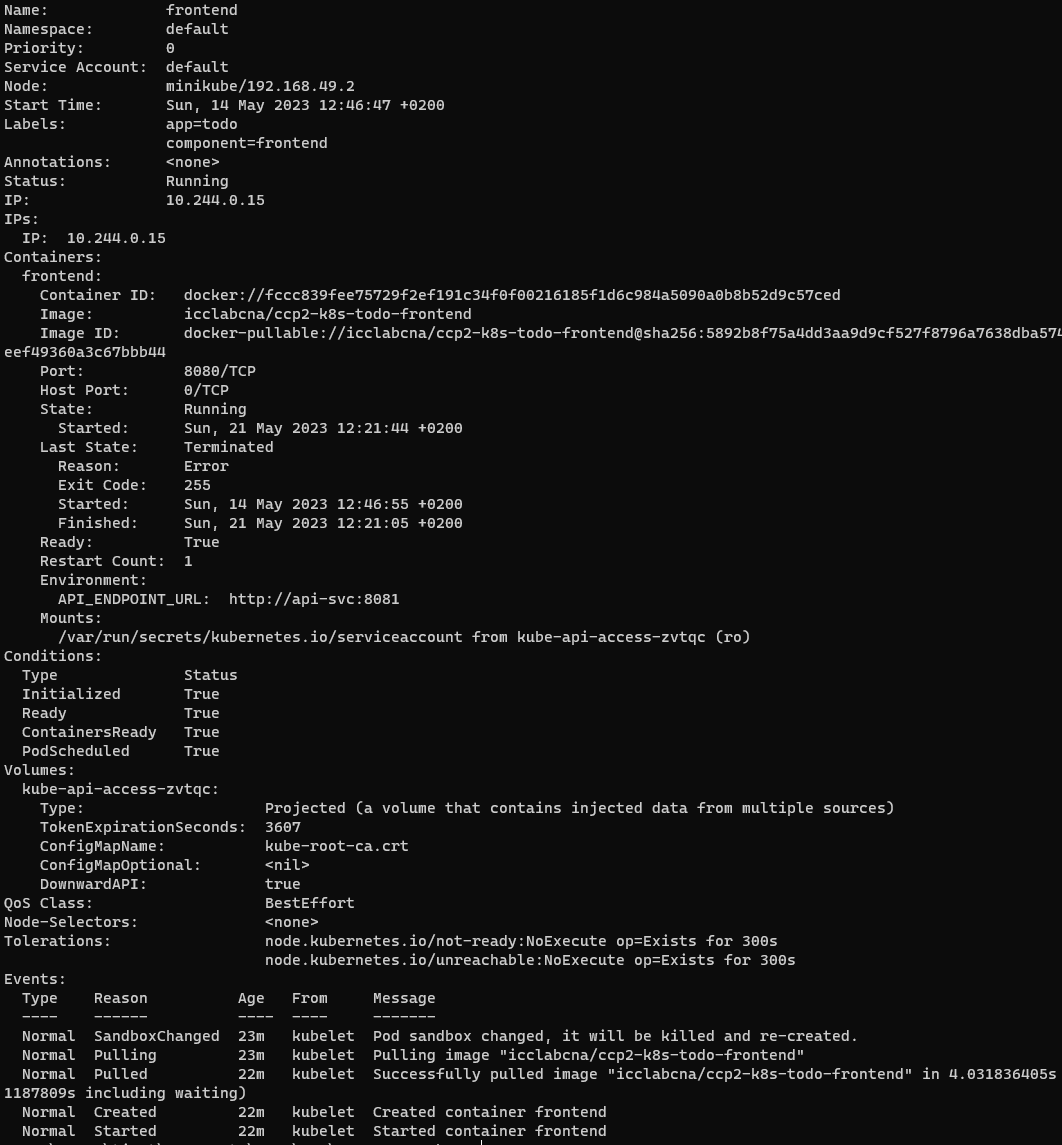 Name:             frontend
Namespace:        default
Priority:         0
Service Account:  default
Node:             minikube/192.168.49.2
Start Time:       Sun, 14 May 2023 12:46:47 +0200
Labels:           app=todo
                  component=frontend
Annotations:      <none>
Status:           Running
IP:               10.244.0.15
IPs:
  IP:  10.244.0.15
Containers:
  frontend:
    Container ID:   docker://fccc839fee75729f2ef191c34f0f00216185f1d6c984a5090a0b8b52d9c57ced
    Image:          icclabcna/ccp2-k8s-todo-frontend
    Image ID:       docker-pullable://icclabcna/ccp2-k8s-todo-frontend@sha256:5892b8f75a4dd3aa9d9cf527f8796a7638dba574
eef49360a3c67bbb44
    Port:           8080/TCP
    Host Port:      0/TCP
    State:          Running
      Started:      Sun, 21 May 2023 12:21:44 +0200
    Last State:     Terminated
      Reason:       Error
      Exit Code:    255
      Started:      Sun, 14 May 2023 12:46:55 +0200
      Finished:     Sun, 21 May 2023 12:21:05 +0200
    Ready:          True
    Restart Count:  1
    Environment:
      API_ENDPOINT_URL:  http://api-svc:8081
    Mounts:
      /var/run/secrets/kubernetes.io/serviceaccount from kube-api-access-zvtqc (ro)
Conditions:
  Type              Status
  Initialized       True
  Ready             True
  ContainersReady   True
  PodScheduled      True
Volumes:
  kube-api-access-zvtqc:
    Type:                    Projected (a volume that contains injected data from multiple sources)
    TokenExpirationSeconds:  3607
    ConfigMapName:           kube-root-ca.crt
    ConfigMapOptional:       <nil>
    DownwardAPI:             true
QoS Class:                   BestEffort
Node-Selectors:              <none>
Tolerations:                 node.kubernetes.io/not-ready:NoExecute op=Exists for 300s
                             node.kubernetes.io/unreachable:NoExecute op=Exists for 300s
Events:
  Type    Reason          Age   From     Message
  ----    ------          ----  ----     -------
  Normal  SandboxChanged  23m   kubelet  Pod sandbox changed, it will be killed and re-created.
  Normal  Pulling         23m   kubelet  Pulling image "icclabcna/ccp2-k8s-todo-frontend"
  Normal  Pulled          22m   kubelet  Successfully pulled image "icclabcna/ccp2-k8s-todo-frontend" in 4.031836405s
1187809s including waiting)
  Normal  Created         22m   kubelet  Created container frontend
  Normal  Started         22m   kubelet  Started container frontend